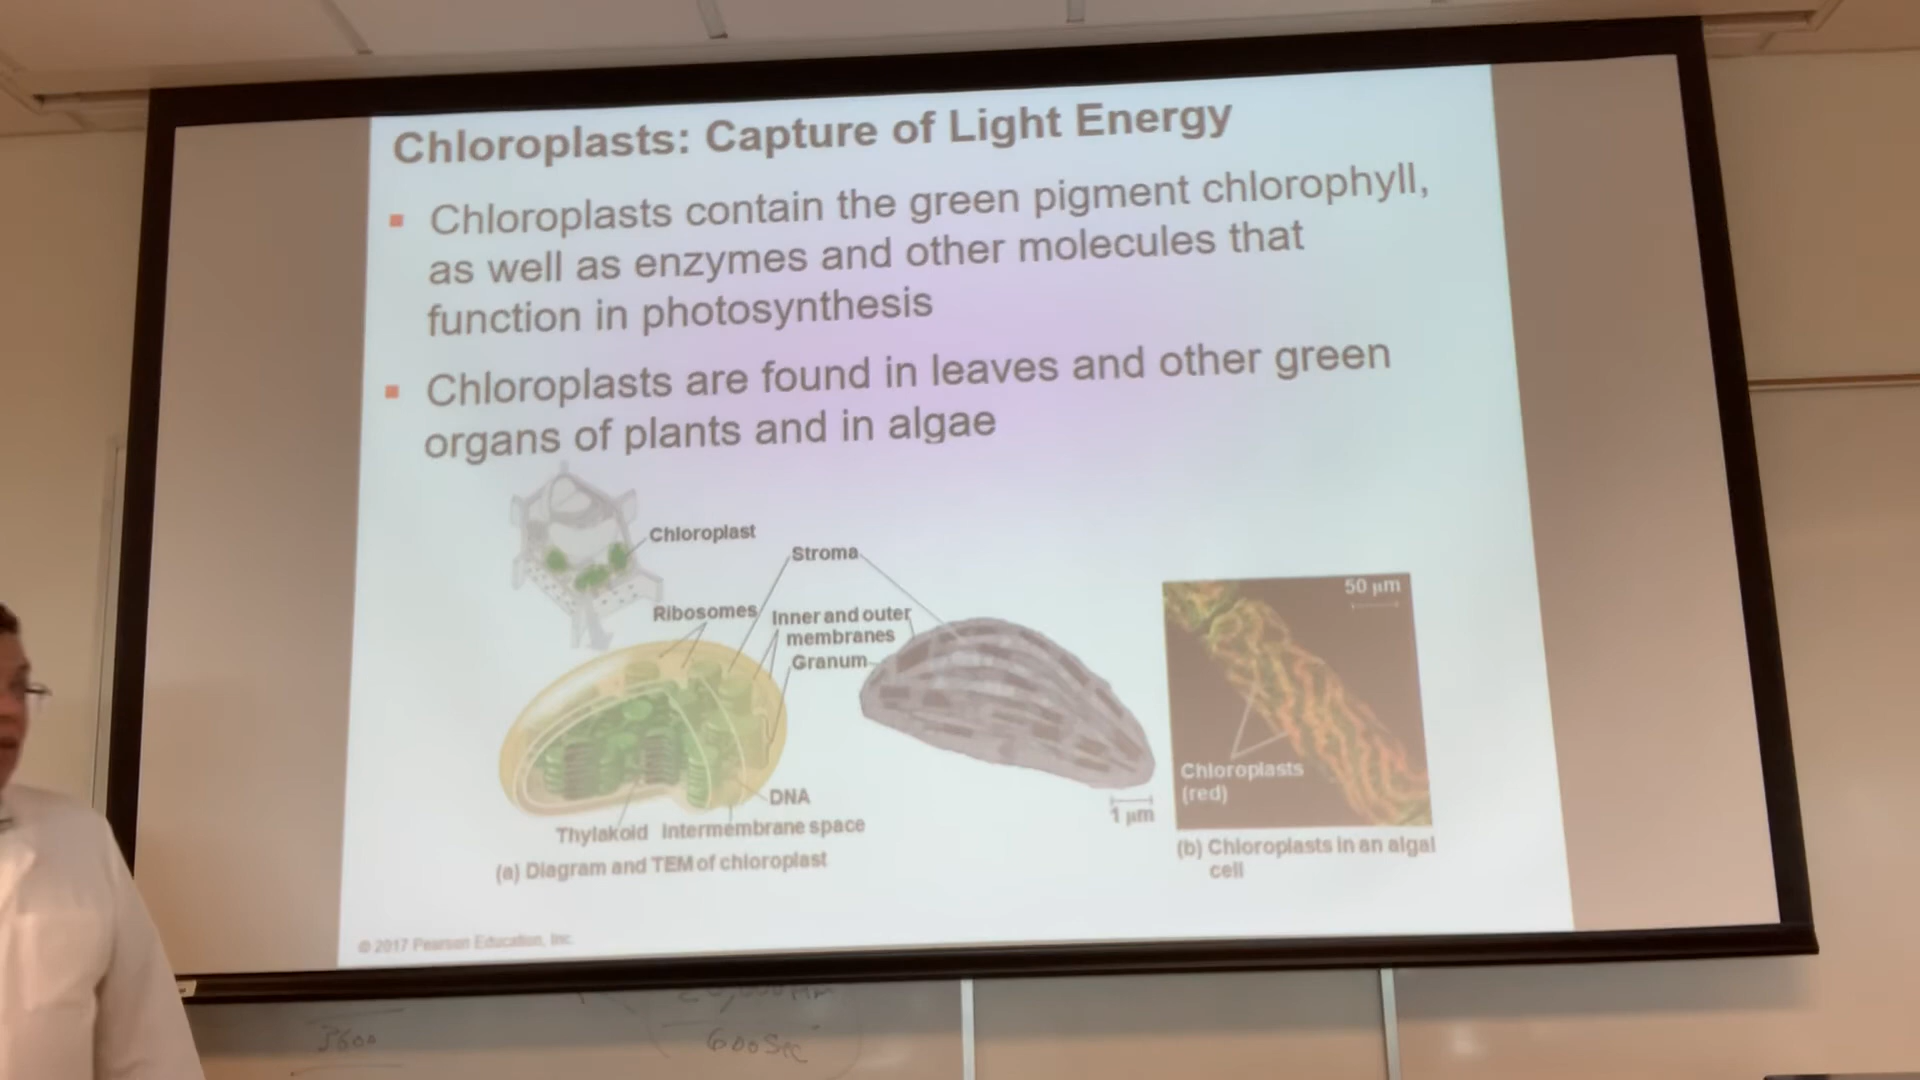 Chloroplasts: Capture of Light Energy
Chloroplasts contain the green pigment chlorophyll,
as well as enzymes and other molecules that
function in photosynthesis
Chloroplasts are found in leaves and other green
organs of plants and in algae
Chloroplast
Stroma
Ribosomes
Inner and outer
membranes
Granum
DNA
Thylakoid Intermembrane space
(a) Diagram and TEM of chloroplast
1 μm
50 μm
Chloroplasts
(red)
(b) Chloroplasts in an algal
cell
© 2017 Pearson Education, Inc.
3600
600 Sec